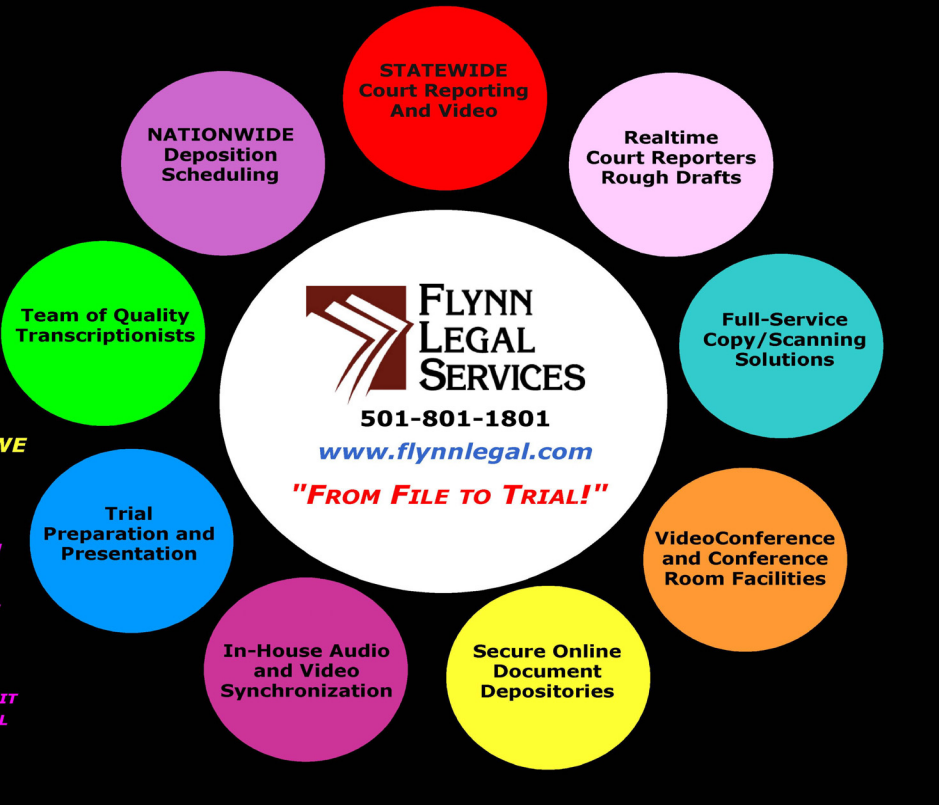 STATEWIDE
Court Reporting
And Video
NATIONWIDE
Deposition
Scheduling
Realtime
Court Reporters
Rough Drafts
Team of Quality
Transcriptionists
Full-Service
Copy/Scanning
Solutions
FLYNN
LEGAL
SERVICES
501-801-1801
www.flynnlegal.com
"FROM FILE TO TRIAL!"
Trial
Preparation and
Presentation
VideoConference
and Conference
Room Facilities
In-House Audio
and Video
Synchronization
Secure Online
Document
Depositories